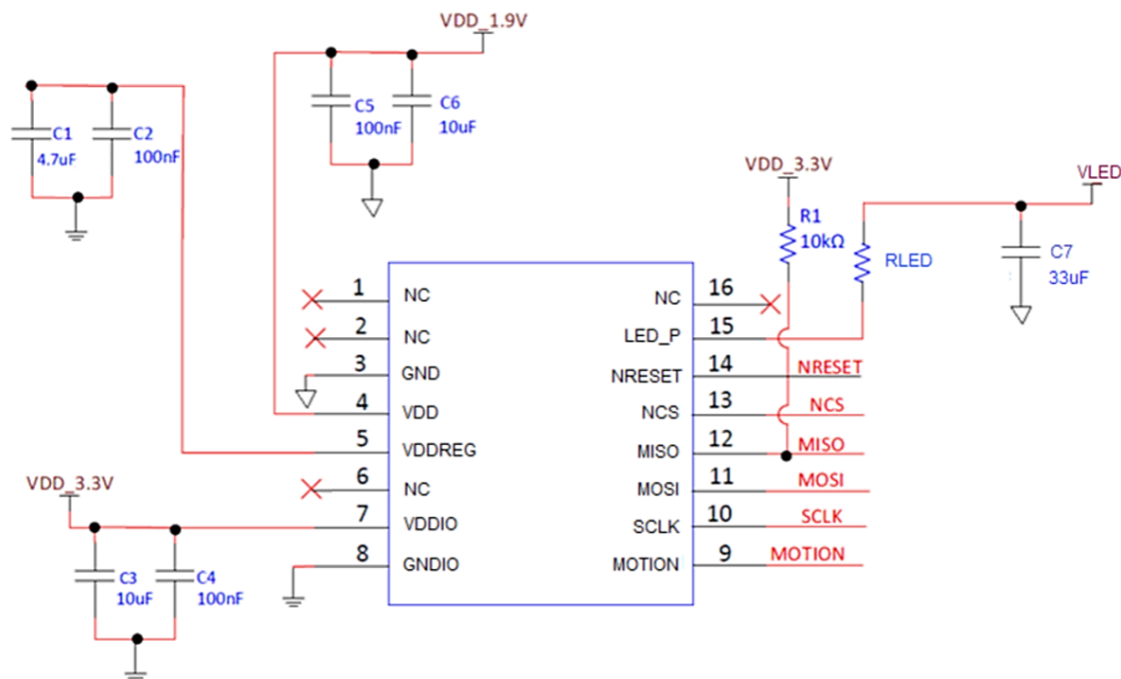 VDD_1.9V
C5
100nF
C6
10uF
C1
4.7uF
C2
100nF
VDD_3.3V
R1
10kΩ
VLED
RLED
C7
33uF
1
NC
2
NC
3
GND
4
VDD
5
VDDREG
6
NC
7
VDDIO
8
GNDIO
16
NC
15
LED_P
14
NRESET
NRESET
13
NCS
NCS
12
MISO
MISO
11
MOSI
MOSI
10
SCLK
SCLK
9
MOTION
MOTION
VDD_3.3V
C3
10uF
C4
100nF